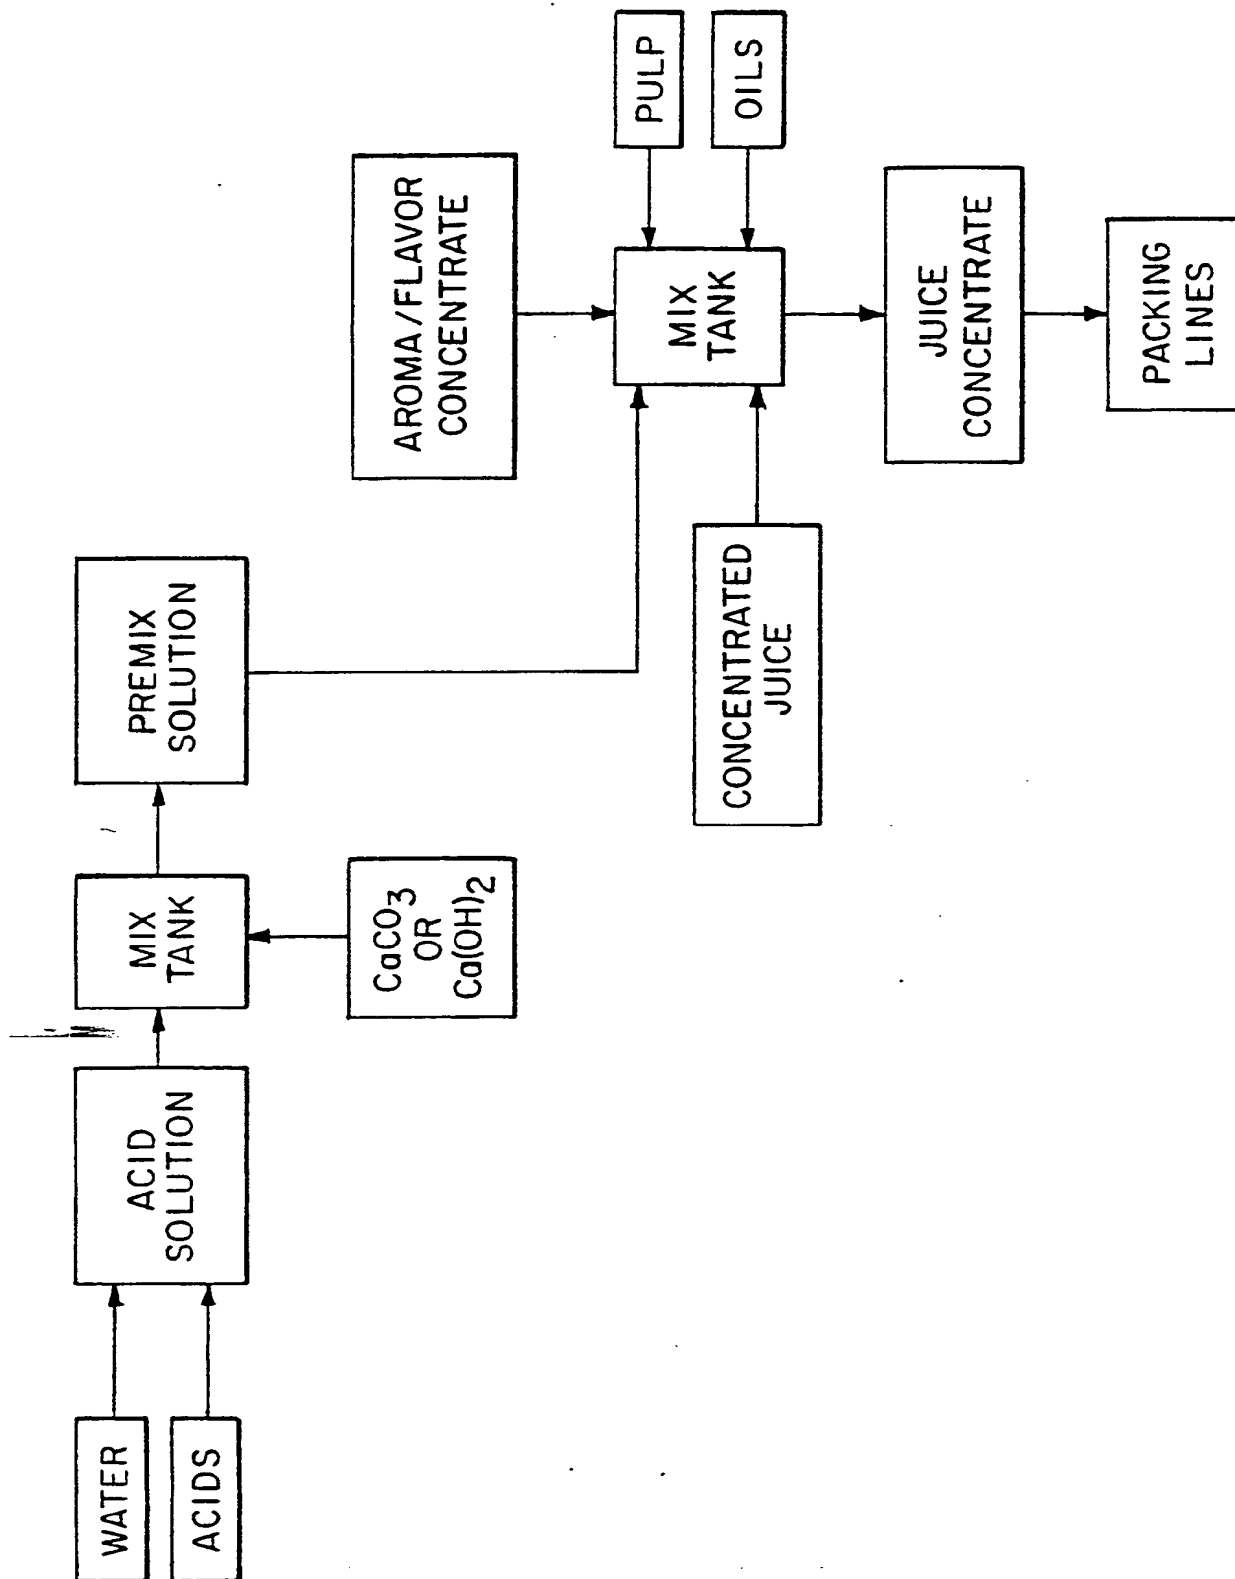 WATER
ACIDS
ACID
SOLUTION
MIX
TANK
CaCO3
OR
Ca(OH)2
PREMIX
SOLUTION
AROMA/FLAVOR
CONCENTRATE
PULP
OILS
MIX
TANK
CONCENTRATED
JUICE
JUICE
CONCENTRATE
PACKING
LINES